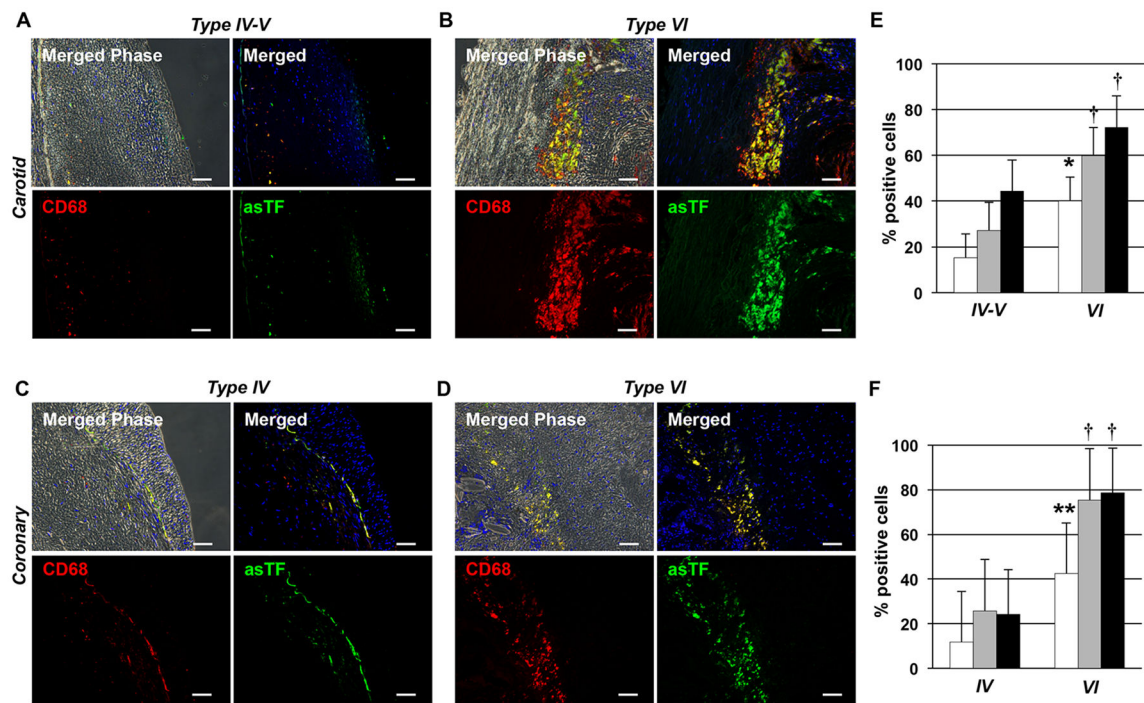 A
Type IV-V
Merged Phase
Merged
CD68
asTF
Carotid
B
Type VI
Merged Phase
Merged
CD68
asTF
E
% positive cells
100
80
60
40
20
0
*
†
†
IV-V
VI
C
Type IV
Merged Phase
Merged
CD68
asTF
Coronary
D
Type VI
Merged Phase
Merged
CD68
asTF
F
% positive cells
100
80
60
40
20
0
**
†
†
IV
VI